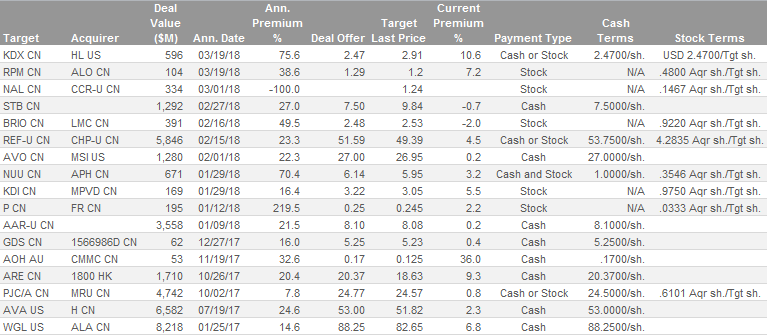 Deal Ann. Target Current
Value Premium Premium Cash
Target Acquirer ($M) Ann. Date % Deal Offer Last Price % Payment Type Terms Stock Terms
KDX CN HL US 596 03/19/18 75.6 2.47 2.91 10.6 Cash or Stock 2.4700/sh. USD 2.4700/Tgt sh.
RPM CN ALO CN 104 03/19/18 38.6 1.29 1.2 7.2 Stock N/A .4800 Aqr sh./Tgt sh.
NAL CN CCR-U CN 334 03/01/18 -100.0 1.24 Stock N/A .1467 Aqr sh./Tgt sh.
STB CN 1,292 02/27/18 27.0 7.50 9.84 -0.7 Cash 7.5000/sh.
BRIO CN LMC CN 391 02/16/18 49.5 2.48 2.53 -2.0 Stock N/A .9220 Aqr sh./Tgt sh.
REF-U CN CHP-U CN 5,846 02/15/18 23.3 51.59 49.39 4.5 Cash or Stock 53.7500/sh. 4.2835 Aqr sh./Tgt sh.
AVO CN MSI US 1,280 02/01/18 22.3 27.00 26.95 0.2 Cash 27.0000/sh.
NUU CN APH CN 671 01/29/18 70.4 6.14 5.95 3.2 Cash and Stock 1.0000/sh. .3546 Aqr sh./Tgt sh.
KDI CN MPVD CN 169 01/29/18 16.4 3.22 3.05 5.5 Stock N/A .9750 Aqr sh./Tgt sh.
P CN FR CN 195 01/12/18 219.5 0.25 0.245 2.2 Stock N/A .0333 Aqr sh./Tgt sh.
AAR-U CN 3,558 01/09/18 21.5 8.10 8.08 0.2 Cash 8.1000/sh.
GDS CN 1566986D CN 62 12/27/17 16.0 5.25 5.23 0.4 Cash 5.2500/sh.
AOH AU CMMC CN 53 11/19/17 32.6 0.17 0.125 36.0 Cash .1700/sh.
ARE CN 1800 HK 1,710 10/26/17 20.4 20.37 18.63 9.3 Cash 20.3700/sh.
PJC/A CN MRU CN 4,742 10/02/17 7.8 24.77 24.57 0.8 Cash or Stock 24.5000/sh. .6101 Aqr sh./Tgt sh.
AVA US H CN 6,582 07/19/17 24.6 53.00 51.82 2.3 Cash 53.0000/sh.
WGL US ALA CN 8,218 01/25/17 14.6 88.25 82.65 6.8 Cash 88.2500/sh.